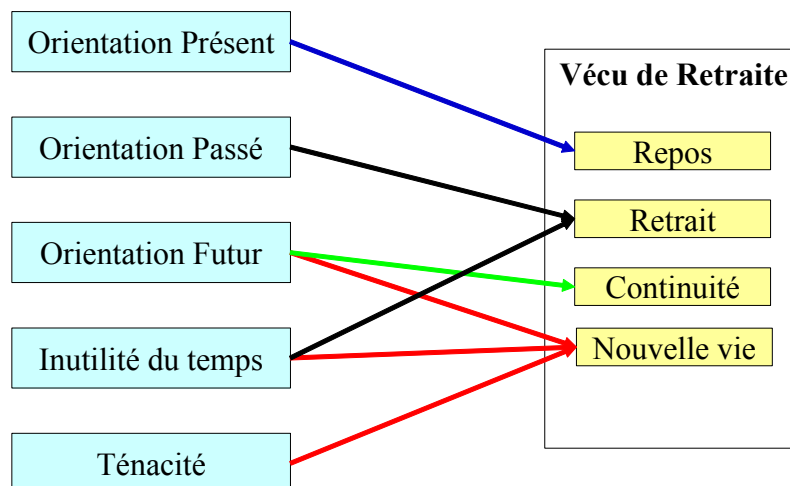 Orientation Présent
Orientation Passé
Orientation Futur
Inutilité du temps
Ténacité
Vécu de Retraite
Repos
Retrait
Continuité
Nouvelle vie